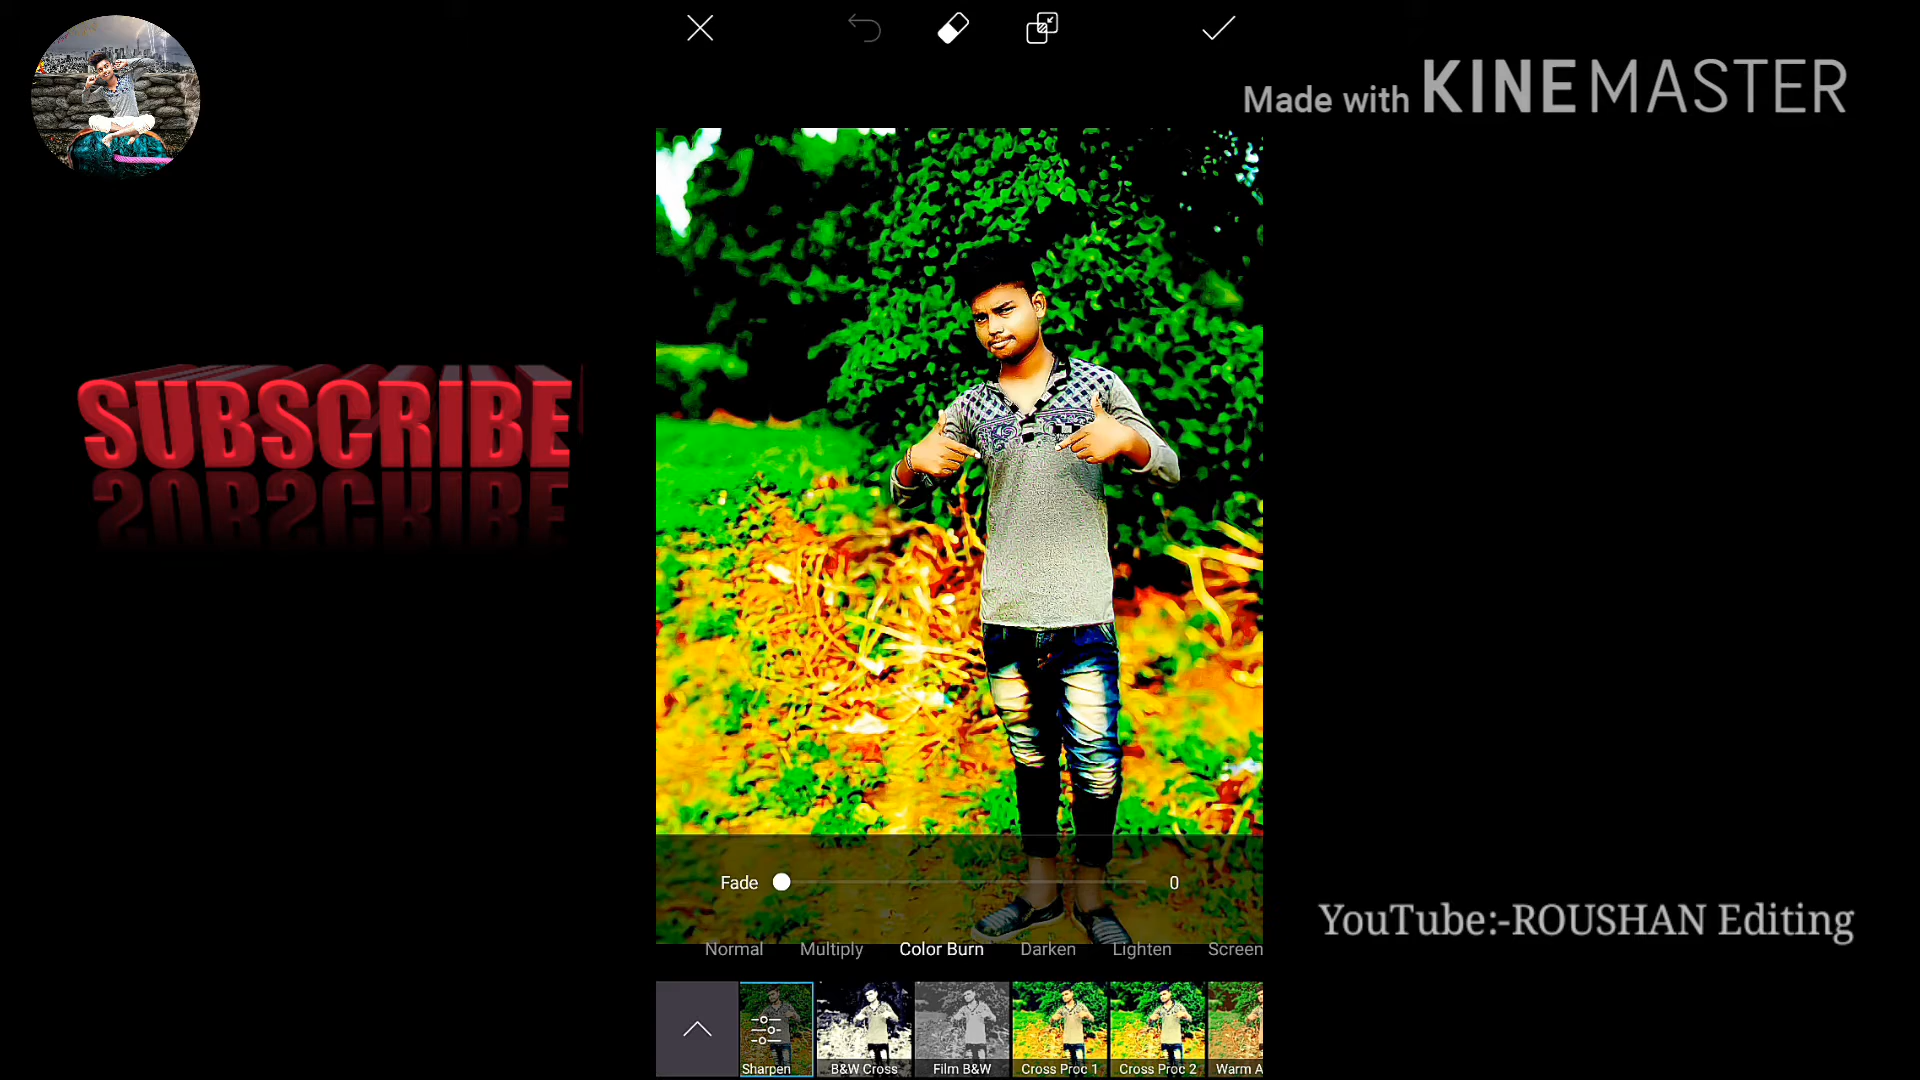 Made with KINEMASTER
SUBSCRIBE
Fade 0
Normal Multiply Color Burn Darken Lighten Screen
Sharpen B&W Cross Film B&W Cross Proc 1 Cross Proc 2 Warm A
YouTube:-ROUSHAN Editing